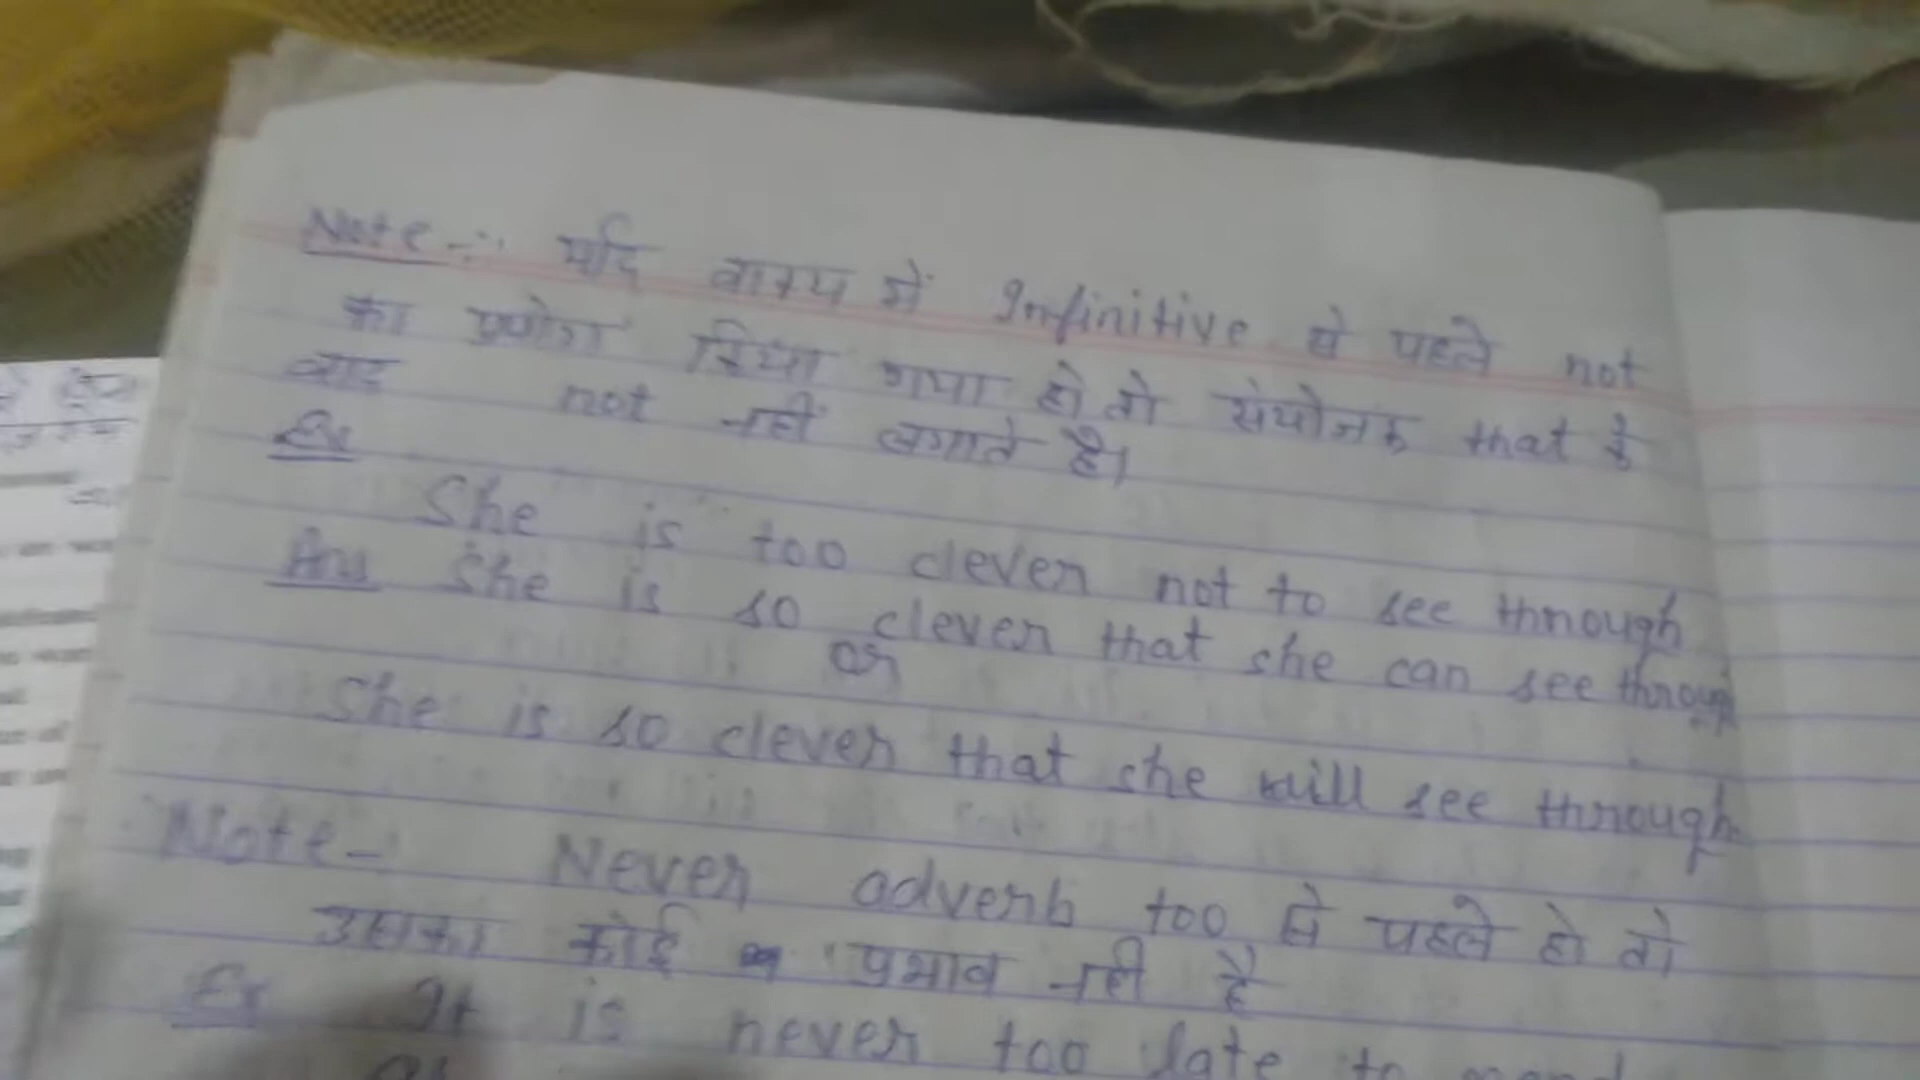 Note -: यदि वाक्य में Infinitive से पहले not
का प्रयोग किया गया हो तो संयोजक that के
बाद not नहीं लगाते है।
Ex
She is too clever not to see through
Ans She is so clever that she can see through
or
She is so clever that she will see through
Note - Never adverb too से पहले हो तो
उसका कोई प्रभाव नही है
Ex It is never too late to